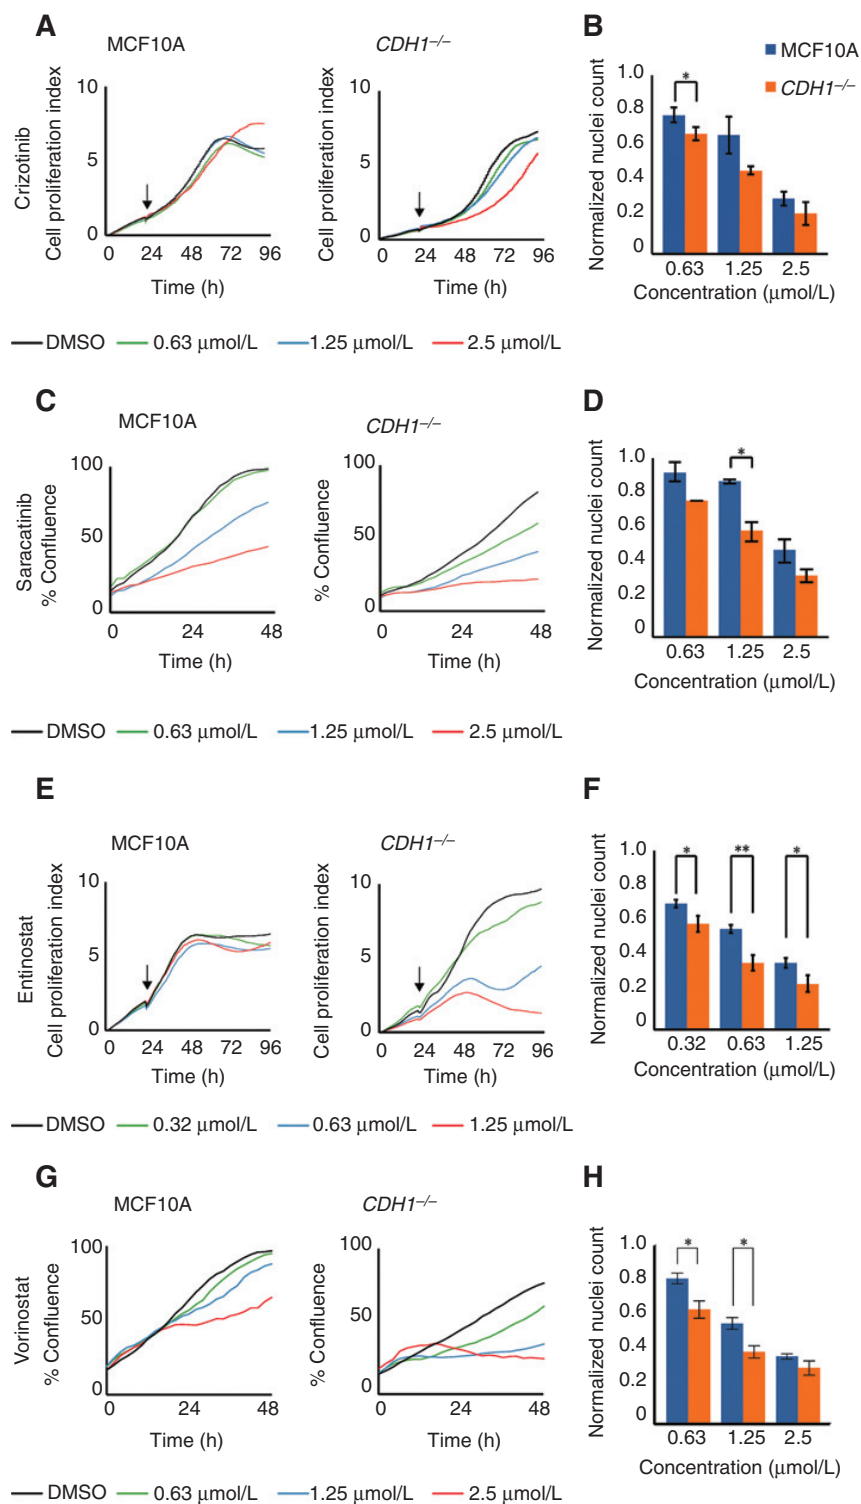 A
MCF10A
CDH1–/–
Crizotinib
Cell proliferation index
10
5
0
0 24 48 72 96
Time (h)
Cell proliferation index
10
5
0
0 24 48 72 96
Time (h)
DMSO 0.63 μmol/L 1.25 μmol/L 2.5 μmol/L
B
MCF10A
CDH1–/–
Normalized nuclei count
1.0
0.8
0.6
0.4
0.2
0
*
0.63 1.25 2.5
Concentration (μmol/L)
C
MCF10A
CDH1–/–
Saracatinib
% Confluence
100
50
0
0 24 48
Time (h)
% Confluence
100
50
0
0 24 48
Time (h)
DMSO 0.63 μmol/L 1.25 μmol/L 2.5 μmol/L
D
Normalized nuclei count
1.0
0.8
0.6
0.4
0.2
0
*
0.63 1.25 2.5
Concentration (μmol/L)
E
MCF10A
CDH1–/–
Entinostat
Cell proliferation index
10
5
0
0 24 48 72 96
Time (h)
Cell proliferation index
10
5
0
0 24 48 72 96
Time (h)
DMSO 0.32 μmol/L 0.63 μmol/L 1.25 μmol/L
F
Normalized nuclei count
1.0
0.8
0.6
0.4
0.2
0
* ** *
0.32 0.63 1.25
Concentration (μmol/L)
G
MCF10A
CDH1–/–
Vorinostat
% Confluence
100
50
0
0 24 48
Time (h)
% Confluence
100
50
0
0 24 48
Time (h)
DMSO 0.63 μmol/L 1.25 μmol/L 2.5 μmol/L
H
Normalized nuclei count
1.0
0.8
0.6
0.4
0.2
0
* *
0.63 1.25 2.5
Concentration (μmol/L)